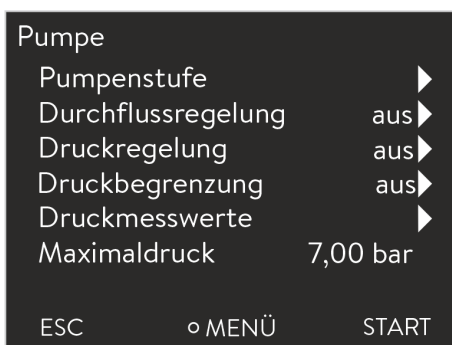 Pumpe
Pumpenstufe
Durchflussregelung aus
Druckregelung aus
Druckbegrenzung aus
Druckmesswerte
Maximaldruck 7,00 bar
ESC MENÜ START